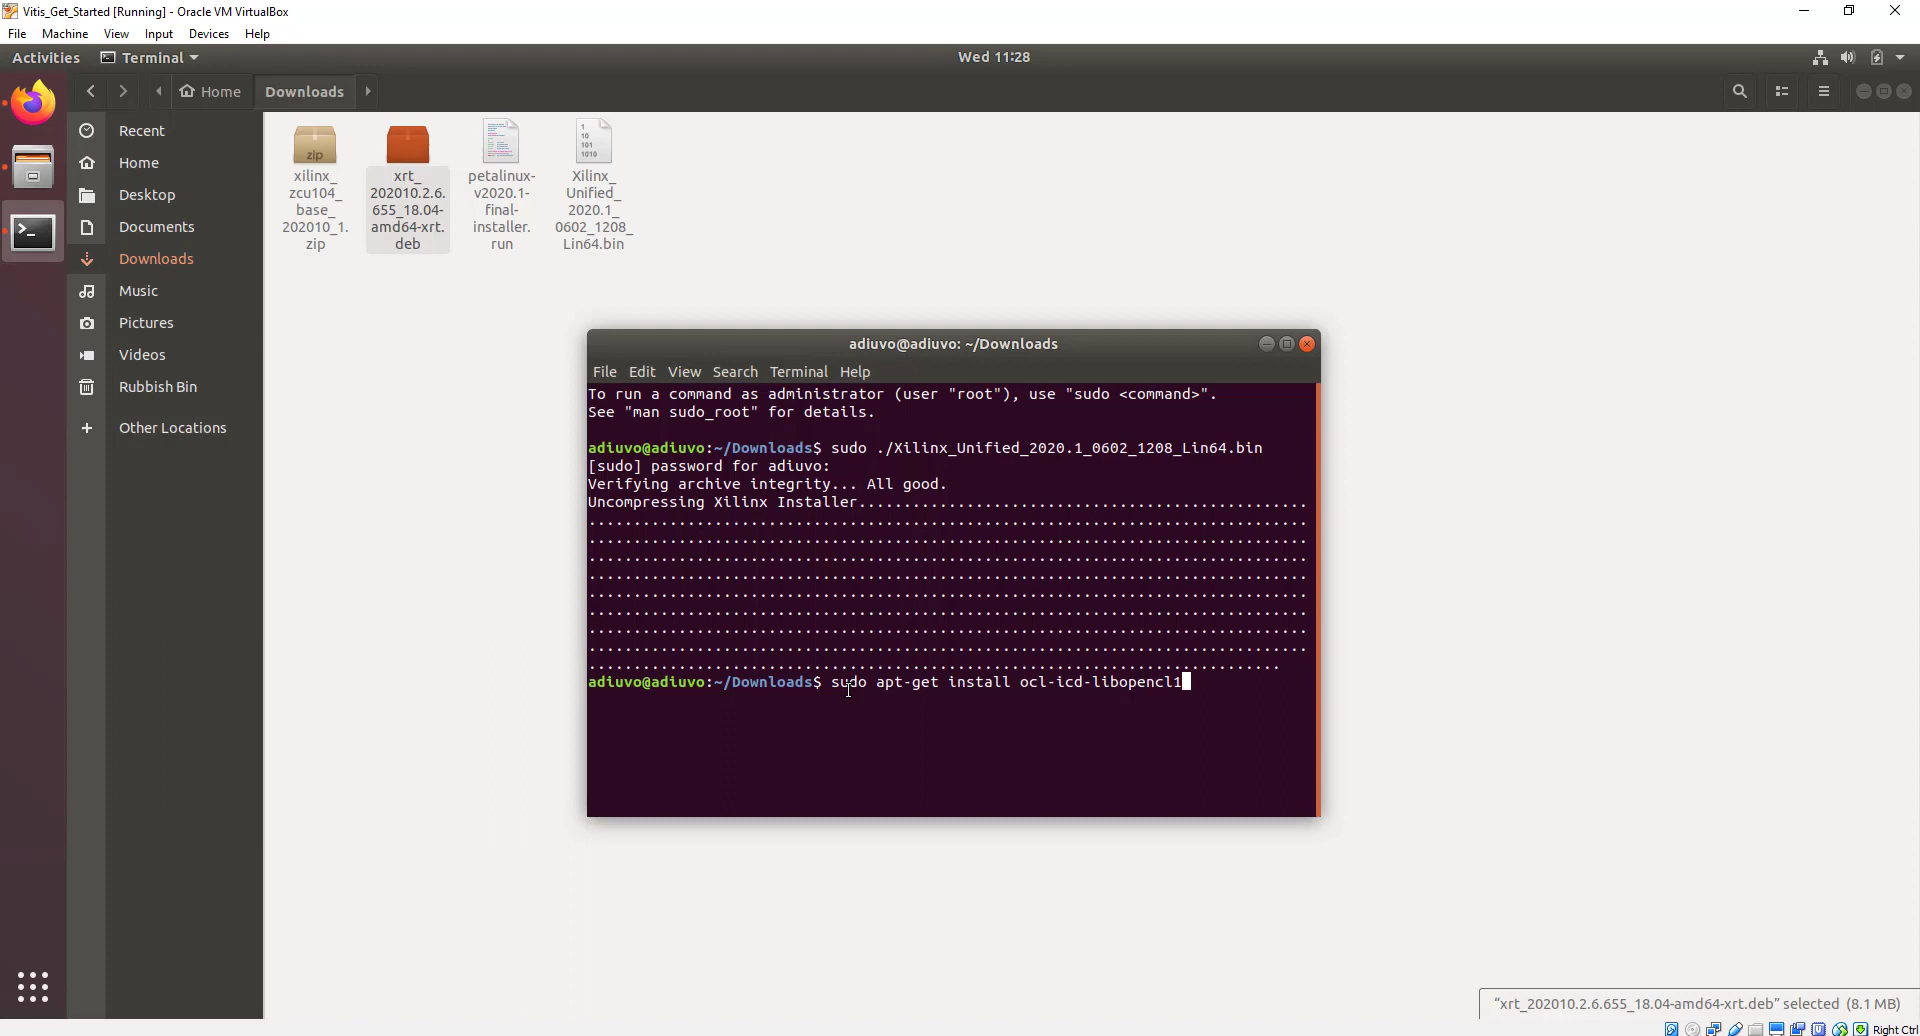 Vitis_Get_Started [Running] - Oracle VM VirtualBox
File Machine View Input Devices Help
Activities Terminal Wed 11:28
Home Downloads
Recent
Home
Desktop
Documents
Downloads
Music
Pictures
Videos
Rubbish Bin
+ Other Locations
zip
xilinx_
zcu104_
base_
202010_1.
zip
xrt_
202010.2.6.
655_18.04-
amd64-xrt.
deb
petalinux-
v2020.1-
final-
installer.
run
1
10
101
1010
Xilinx_
Unified_
2020.1_
0602_1208_
Lin64.bin
adiuvo@adiuvo: ~/Downloads
File Edit View Search Terminal Help
To run a command as administrator (user "root"), use "sudo <command>".
See "man sudo_root" for details.
adiuvo@adiuvo:~/Downloads$ sudo ./Xilinx_Unified_2020.1_0602_1208_Lin64.bin
[sudo] password for adiuvo:
Verifying archive integrity... All good.
Uncompressing Xilinx Installer..................................................
................................................................................
................................................................................
................................................................................
................................................................................
................................................................................
................................................................................
................................................................................
................................................................................
.............................................................................
adiuvo@adiuvo:~/Downloads$ sudo apt-get install ocl-icd-libopencl1
"xrt_202010.2.6.655_18.04-amd64-xrt.deb" selected (8.1 MB)
Right Ctrl